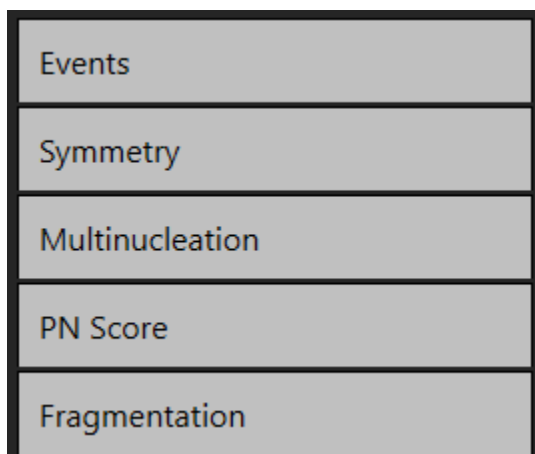 Events
Symmetry
Multinucleation
PN Score
Fragmentation